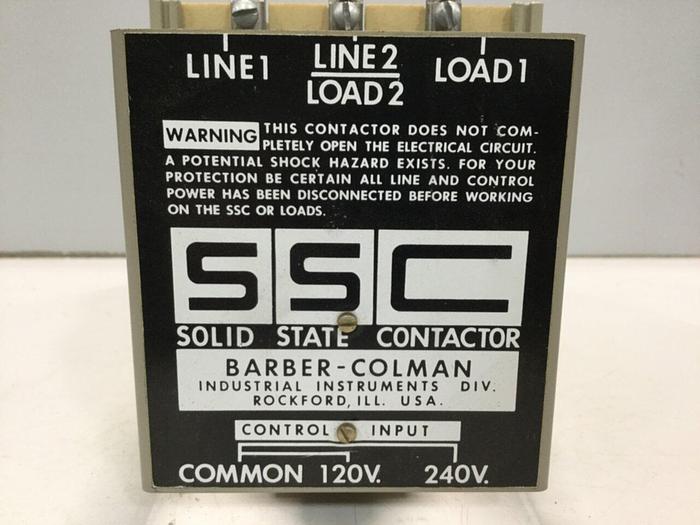 LINE 1
LINE 2
LOAD 1
LOAD 2
WARNING THIS CONTACTOR DOES NOT COM-
PLETELY OPEN THE ELECTRICAL CIRCUIT.
A POTENTIAL SHOCK HAZARD EXISTS. FOR YOUR
PROTECTION BE CERTAIN ALL LINE AND CONTROL
POWER HAS BEEN DISCONNECTED BEFORE WORKING
ON THE SSC OR LOADS.
SSC
SOLID STATE CONTACTOR
BARBER-COLMAN
INDUSTRIAL INSTRUMENTS DIV.
ROCKFORD, ILL. USA.
CONTROL INPUT
COMMON 120V. 240V.